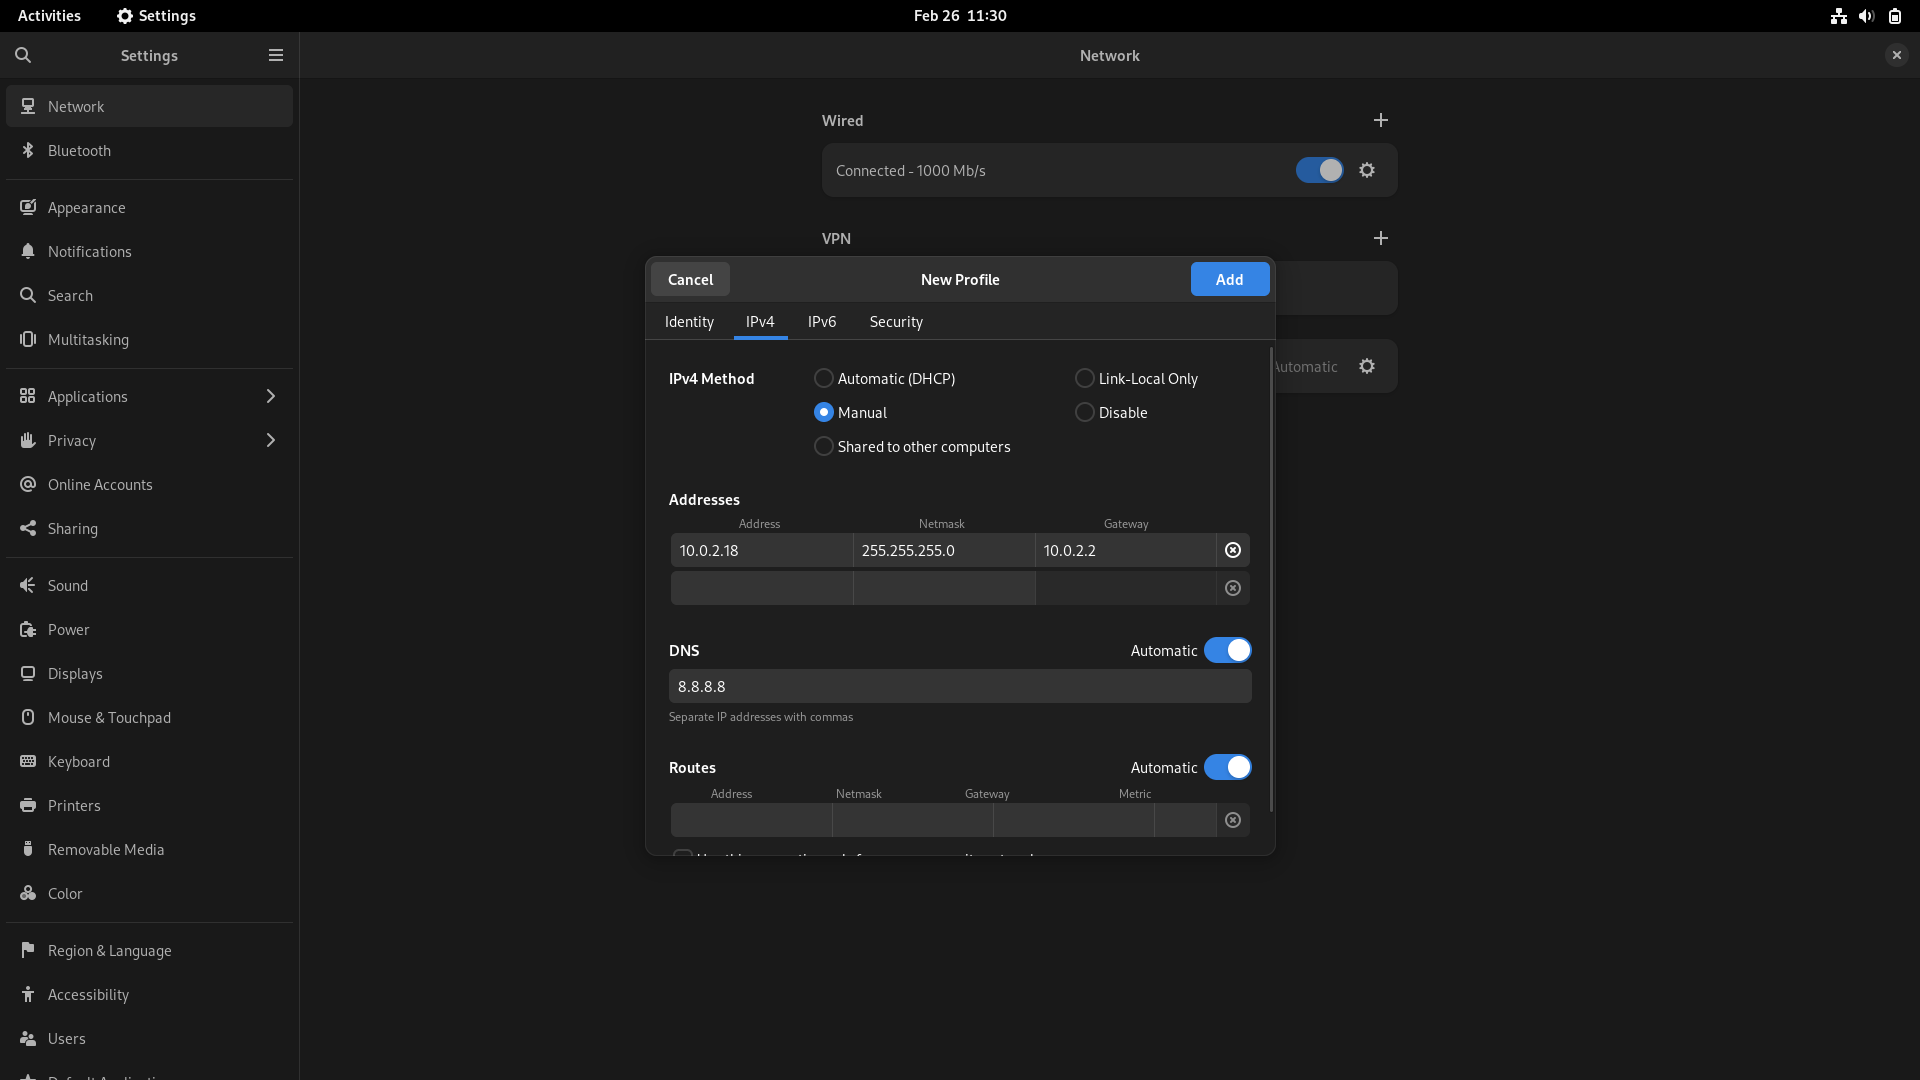 Activities Settings Feb 26 11:30
Settings
Network
Network
Bluetooth
Appearance
Notifications
Search
Multitasking
Applications
Privacy
Online Accounts
Sharing
Sound
Power
Displays
Mouse & Touchpad
Keyboard
Printers
Removable Media
Color
Region & Language
Accessibility
Users
Wired
Connected - 1000 Mb/s
VPN
Automatic
Cancel New Profile Add
Identity IPv4 IPv6 Security
IPv4 Method Automatic (DHCP) Link-Local Only
Manual Disable
Shared to other computers
Addresses
Address Netmask Gateway
10.0.2.18 255.255.255.0 10.0.2.2
DNS Automatic
8.8.8.8
Separate IP addresses with commas
Routes Automatic
Address Netmask Gateway Metric